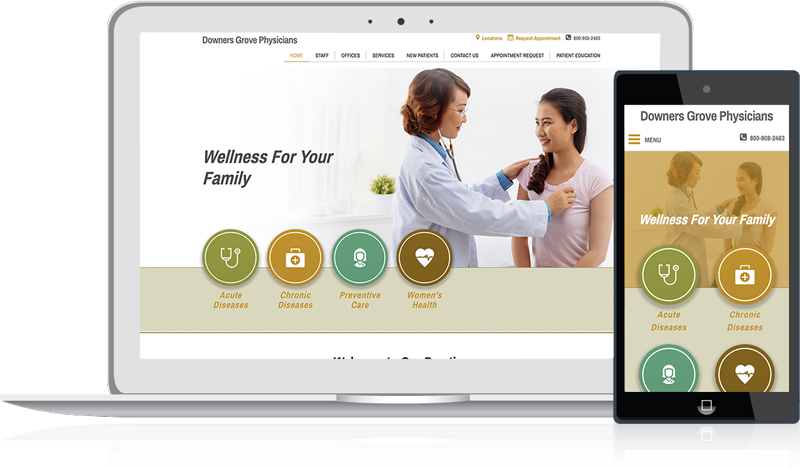 Downers Grove Physicians
Locations Request Appointment 800-908-2483
HOME STAFF OFFICES SERVICES NEW PATIENTS CONTACT US APPOINTMENT REQUEST PATIENT EDUCATION
Wellness For Your
Family
Acute
Diseases
Chronic
Diseases
Preventive
Care
Women's
Health
Downers Grove Physicians
MENU 800-908-2483
Wellness For Your Family
Acute
Diseases
Chronic
Diseases